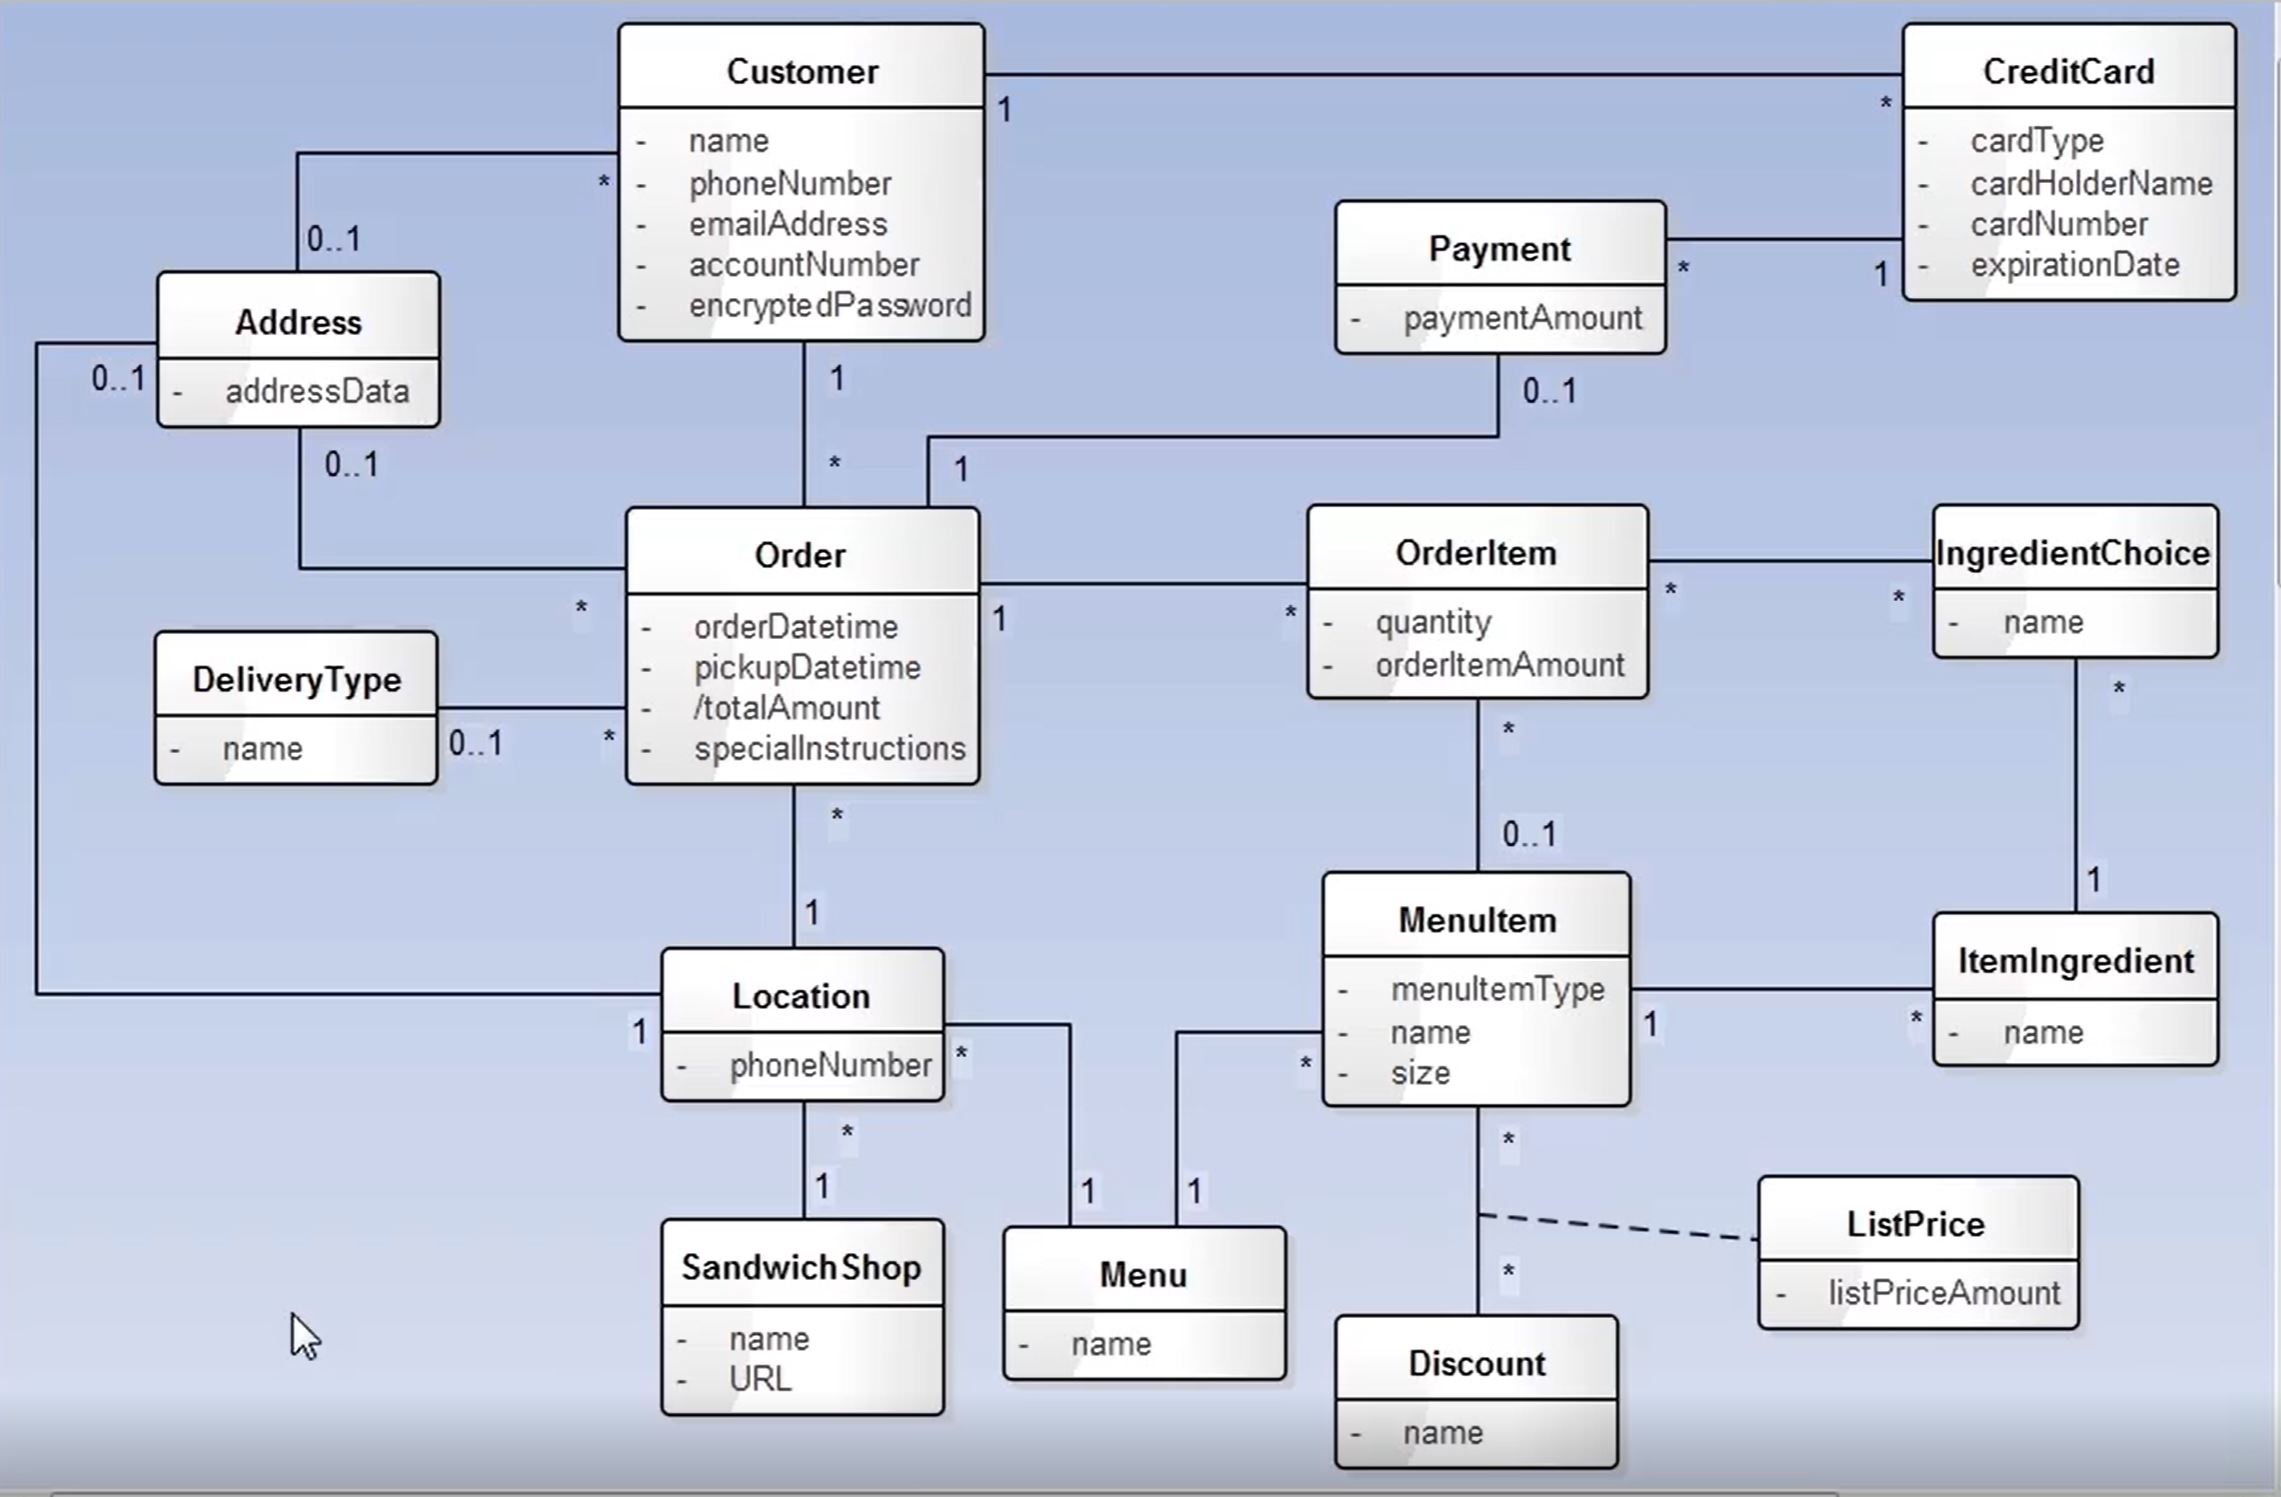 Customer
- name
- phoneNumber
- emailAddress
- accountNumber
- encryptedPassword
1
*
*
1
*
0..1
CreditCard
- cardType
- cardHolderName
- cardNumber
- expirationDate
Payment
- paymentAmount
*
1
0..1
1
Address
- addressData
0..1
0..1
Order
- orderDatetime
- pickupDatetime
- /totalAmount
- specialInstructions
*
1
*
OrderItem
- quantity
- orderItemAmount
*
*
IngredientChoice
- name
*
1
DeliveryType
- name
0..1
*
*
1
*
0..1
Location
- phoneNumber
1
*
*
1
MenuItem
- menuItemType
- name
- size
1
*
*
ItemIngredient
- name
SandwichShop
- name
- URL
1
1
Menu
- name
*
*
ListPrice
- listPriceAmount
Discount
- name